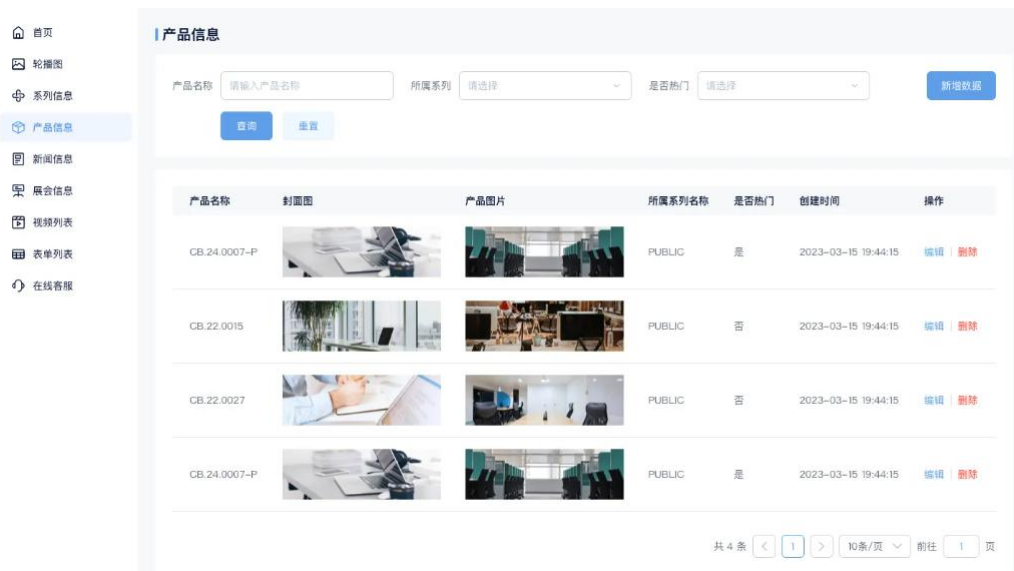 首页
轮播图
系列信息
产品信息
新闻信息
展会信息
视频列表
表单列表
在线客服
产品信息
产品名称 请输入产品名称 所属系列 请选择 是否热门 请选择 新增数据
查询 重置
产品名称 封面图 产品图片 所属系列名称 是否热门 创建时间 操作
CB.24.0007-P PUBLIC 是 2023-03-15 19:44:15 编辑 删除
CB.22.0015 PUBLIC 否 2023-03-15 19:44:15 编辑 删除
CB.22.0027 PUBLIC 否 2023-03-15 19:44:15 编辑 删除
CB.24.0007-P PUBLIC 是 2023-03-15 19:44:15 编辑 删除
共 4 条 1 10条/页 前往 1 页